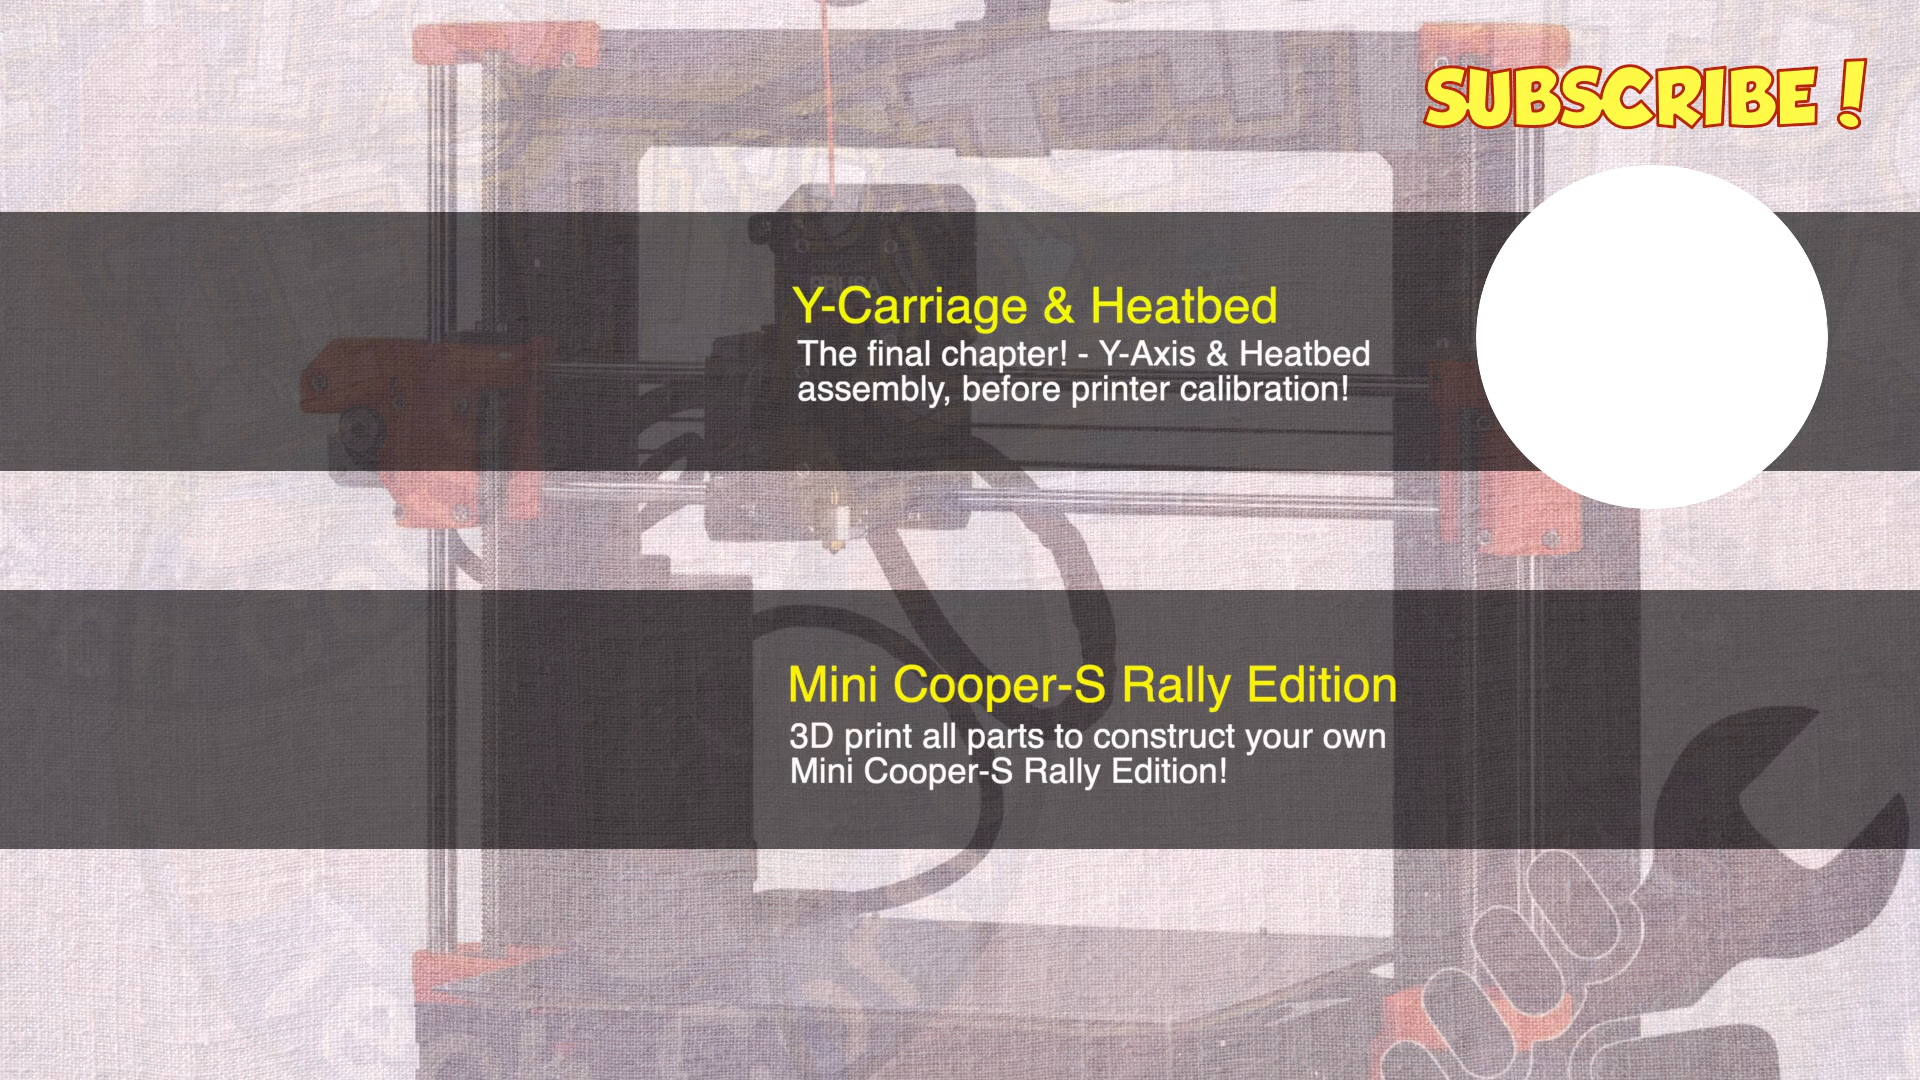 SUBSCRIBE!
Y-Carriage & Heatbed
The final chapter! - Y-Axis & Heatbed
assembly, before printer calibration!
Mini Cooper-S Rally Edition
3D print all parts to construct your own
Mini Cooper-S Rally Edition!